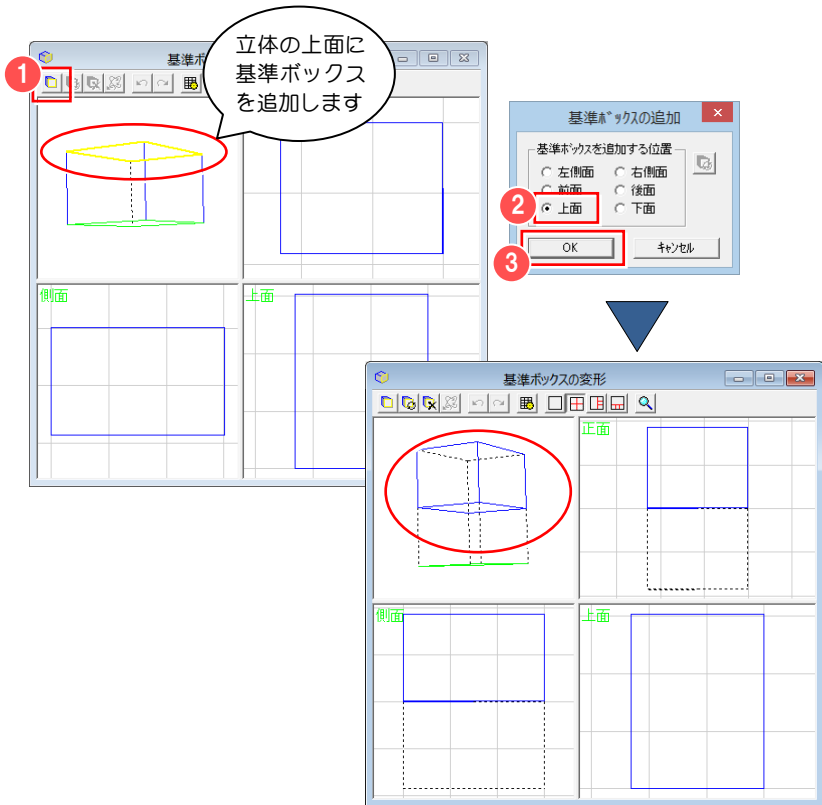 立体の上面に
基準ボックス
を追加します
1
側面
上面
基準ボックスの追加
基準ボックスを追加する位置
左側面 右側面
前面 後面
2
上面 下面
OK キャンセル
3
基準ボックスの変形
正面
側面
上面